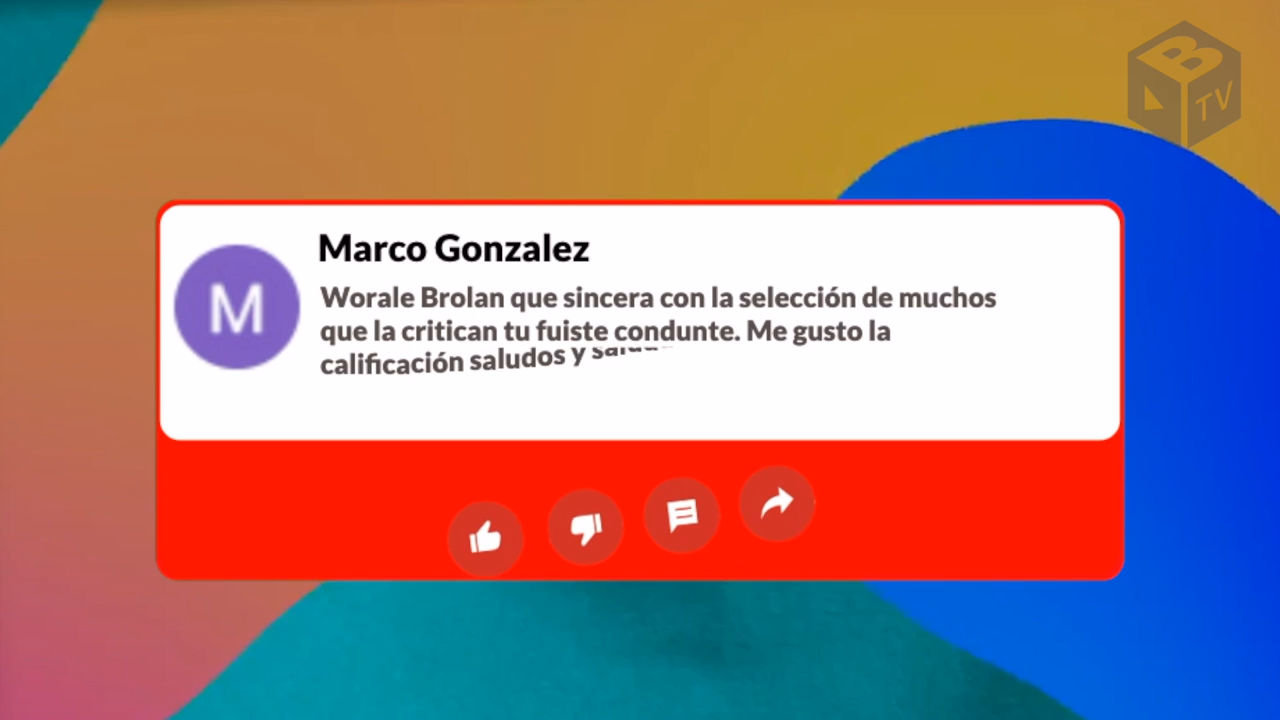 B
TV
M
Marco Gonzalez
Worale Brolan que sincera con la selección de muchos
que la critican tu fuiste condunte. Me gusto la
calificación saludos y